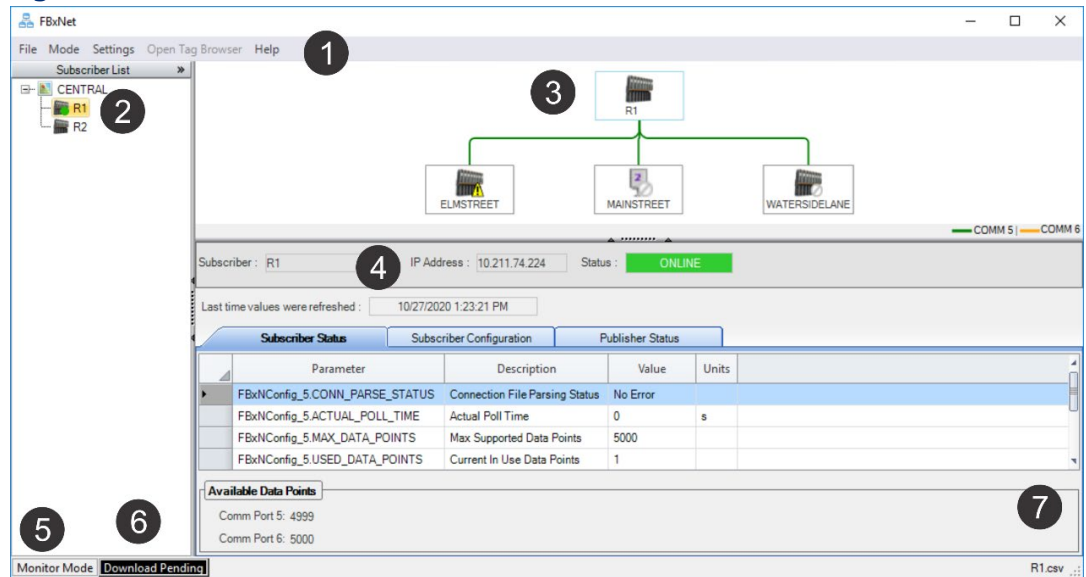 FBxNet
File Mode Settings Open Tag Browser Help
1
Subscriber List »
CENTRAL
R1
R2
2
3
R1
ELMSTREET
2
MAINSTREET
WATERSIDELANE
COMM 5 | COMM 6
Subscriber : R1 4 IP Address : 10.211.74.224 Status : ONLINE
Last time values were refreshed : 10/27/2020 1:23:21 PM
Subscriber Status Subscriber Configuration Publisher Status
Parameter Description Value Units
FBxNConfig_5.CONN_PARSE_STATUS Connection File Parsing Status No Error
FBxNConfig_5.ACTUAL_POLL_TIME Actual Poll Time 0 s
FBxNConfig_5.MAX_DATA_POINTS Max Supported Data Points 5000
FBxNConfig_5.USED_DATA_POINTS Current In Use Data Points 1
Available Data Points
Comm Port 5: 4999
Comm Port 6: 5000
5
6
7
Monitor Mode Download Pending R1.csv